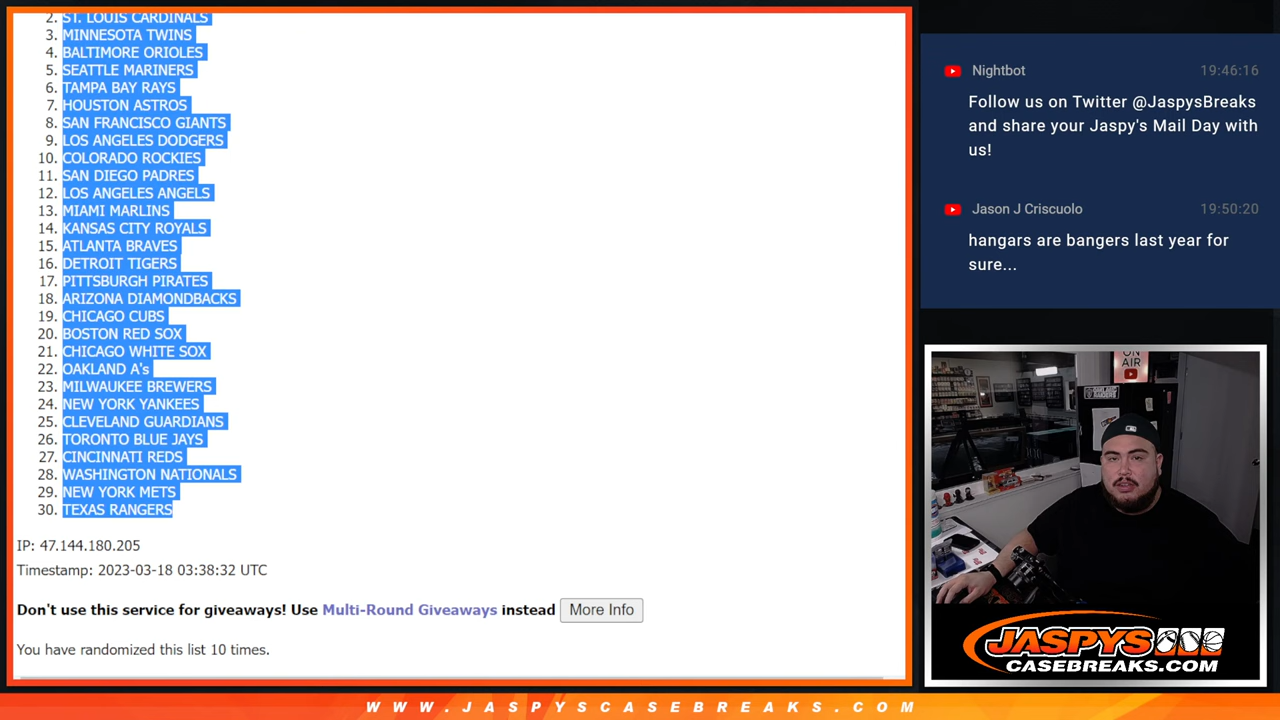 2. ST. LOUIS CARDINALS
3. MINNESOTA TWINS
4. BALTIMORE ORIOLES
5. SEATTLE MARINERS
6. TAMPA BAY RAYS
7. HOUSTON ASTROS
8. SAN FRANCISCO GIANTS
9. LOS ANGELES DODGERS
10. COLORADO ROCKIES
11. SAN DIEGO PADRES
12. LOS ANGELES ANGELS
13. MIAMI MARLINS
14. KANSAS CITY ROYALS
15. ATLANTA BRAVES
16. DETROIT TIGERS
17. PITTSBURGH PIRATES
18. ARIZONA DIAMONDBACKS
19. CHICAGO CUBS
20. BOSTON RED SOX
21. CHICAGO WHITE SOX
22. OAKLAND A's
23. MILWAUKEE BREWERS
24. NEW YORK YANKEES
25. CLEVELAND GUARDIANS
26. TORONTO BLUE JAYS
27. CINCINNATI REDS
28. WASHINGTON NATIONALS
29. NEW YORK METS
30. TEXAS RANGERS
IP: 47.144.180.205
Timestamp: 2023-03-18 03:38:32 UTC
Don't use this service for giveaways! Use Multi-Round Giveaways instead More Info
You have randomized this list 10 times.
Nightbot 19:46:16
Follow us on Twitter @JaspysBreaks
and share your Jaspy's Mail Day with
us!
Jason J Criscuolo 19:50:20
hangars are bangers last year for
sure...
ON
AIR
JASPYS
CASEBREAKS.COM
WWW.JASPYSCASEBREAKS.COM